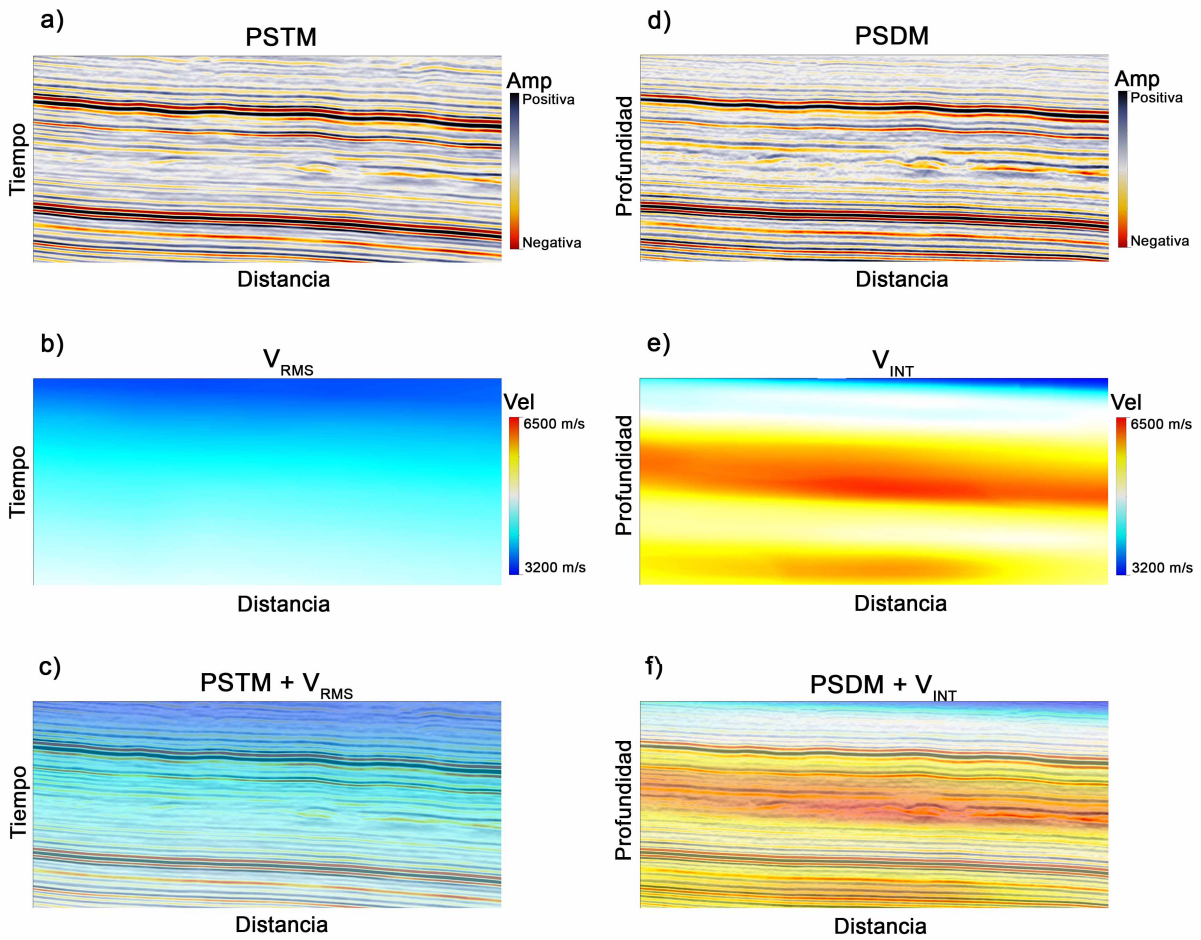 a)
PSTM
Amp
Positiva
Negativa
Tiempo
Distancia
d)
PSDM
Amp
Positiva
Negativa
Profundidad
Distancia
b)
VRMS
Vel
6500 m/s
3200 m/s
Tiempo
Distancia
e)
VINT
Vel
6500 m/s
3200 m/s
Profundidad
Distancia
c)
PSTM + VRMS
Tiempo
Distancia
f)
PSDM + VINT
Profundidad
Distancia